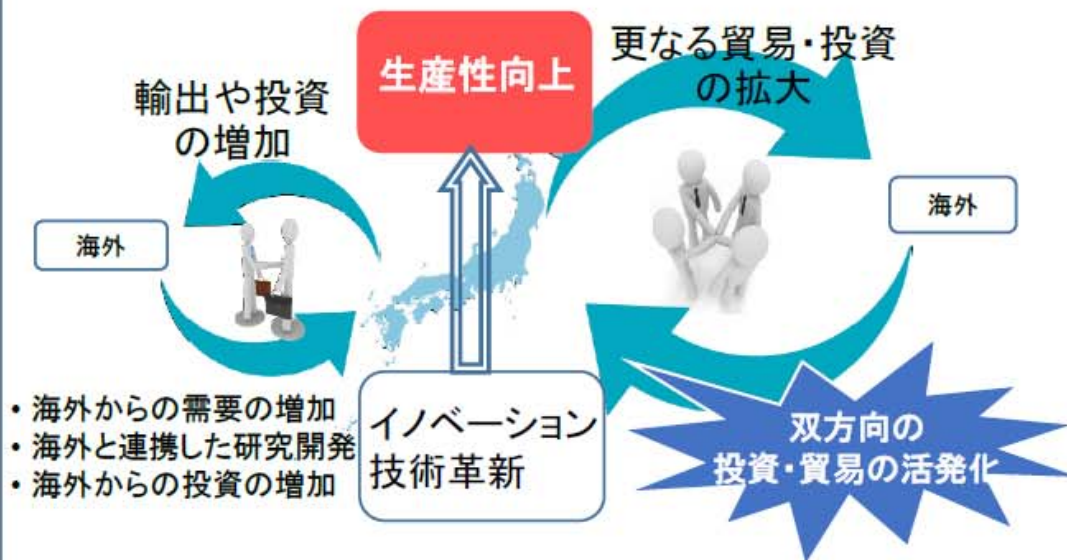 生産性向上
更なる貿易・投資
の拡大
輸出や投資
の増加
海外
海外
・海外からの需要の増加
・海外と連携した研究開発
・海外からの投資の増加
イノベーション
技術革新
双方向の
投資・貿易の活発化